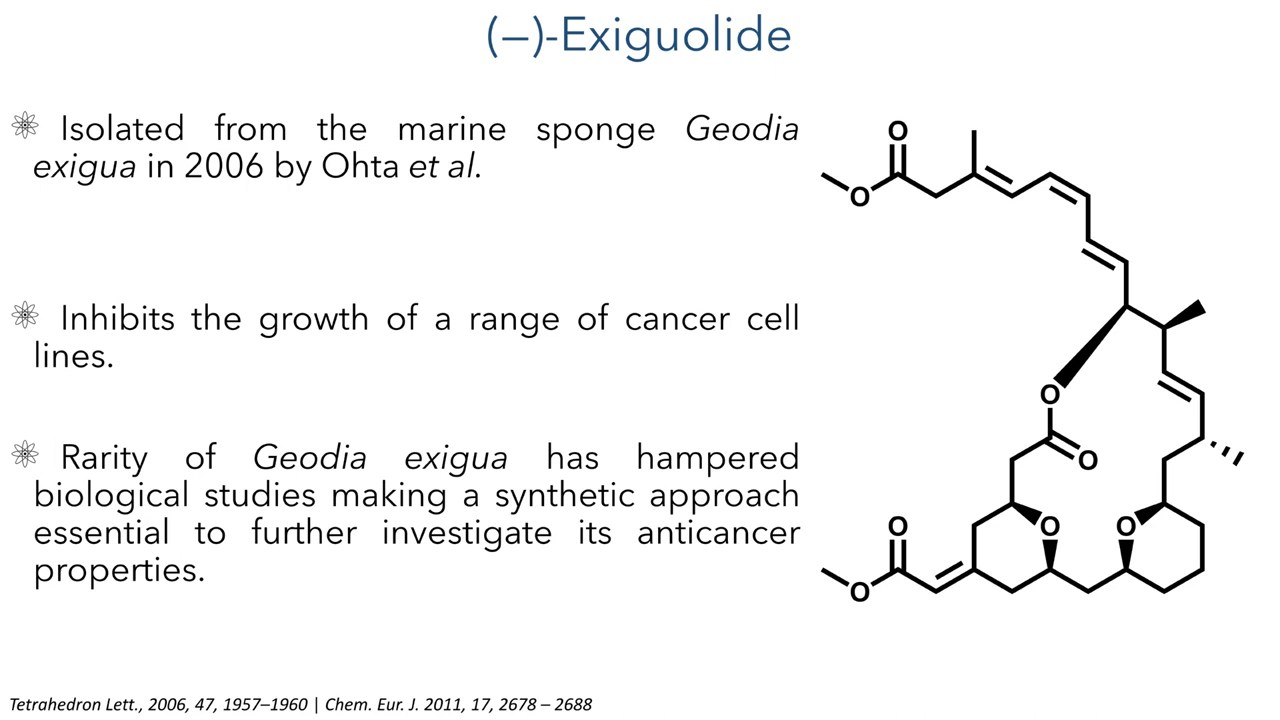 (–)-Exiguolide
Isolated from the marine sponge Geodia
exigua in 2006 by Ohta et al.
Inhibits the growth of a range of cancer cell
lines.
Rarity of Geodia exigua has hampered
biological studies making a synthetic approach
essential to further investigate its anticancer
properties.
O
O
O
O
O
O
O
O
Tetrahedron Lett., 2006, 47, 1957–1960 | Chem. Eur. J. 2011, 17, 2678 – 2688